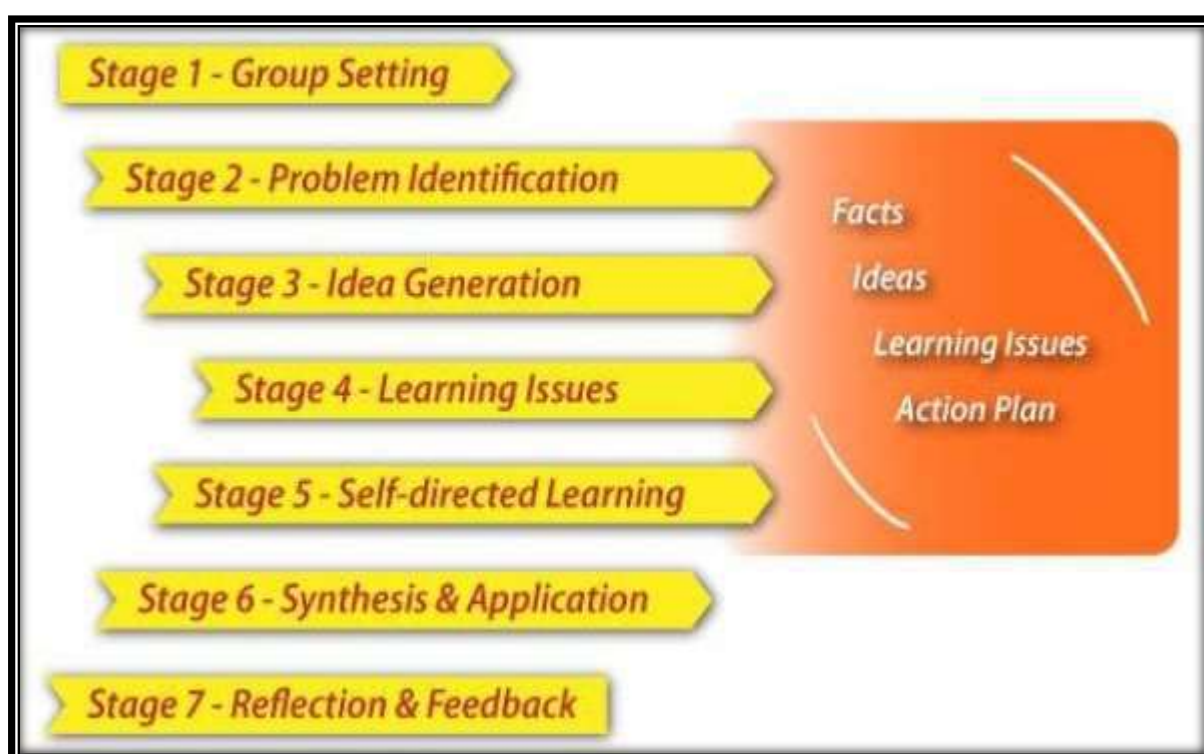 Stage 1 - Group Setting
Stage 2 - Problem Identification
Stage 3 - Idea Generation
Stage 4 - Learning Issues
Stage 5 - Self-directed Learning
Stage 6 - Synthesis & Application
Stage 7 - Reflection & Feedback
Facts
Ideas
Learning Issues
Action Plan